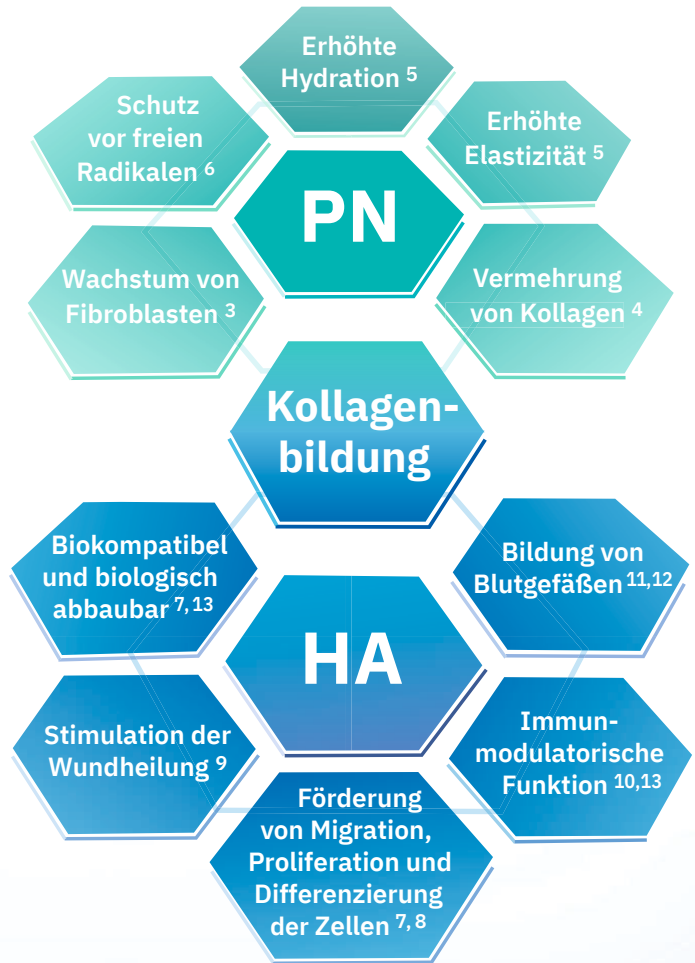 Erhöhte
Hydration 5
Schutz
vor freien
Radikalen 6
Erhöhte
Elastizität 5
PN
Wachstum von
Fibroblasten 3
Vermehrung
von Kollagen 4
Kollagen-
bildung
Biokompatibel
und biologisch
abbaubar 7, 13
Bildung von
Blutgefäßen 11,12
HA
Stimulation der
Wundheilung 9
Immun-
modulatorische
Funktion 10,13
Förderung
von Migration,
Proliferation und
Differenzierung
der Zellen 7, 8